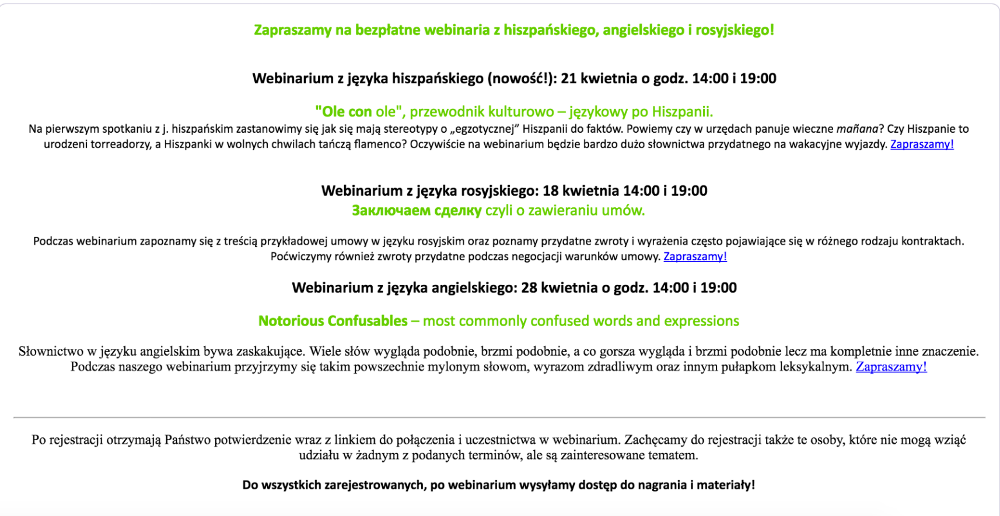 Zapraszamy na bezpłatne webinaria z hiszpańskiego, angielskiego i rosyjskiego!
Webinarium z języka hiszpańskiego (nowość!): 21 kwietnia o godz. 14:00 i 19:00
"Ole con ole", przewodnik kulturowo – językowy po Hiszpanii.
Na pierwszym spotkaniu z j. hiszpańskim zastanowimy się jak się mają stereotypy o „egzotycznej” Hiszpanii do faktów. Powiemy czy w urzędach panuje wieczne mañana? Czy Hiszpanie to
urodzeni torreadorzy, a Hiszpanki w wolnych chwilach tańczą flamenco? Oczywiście na webinarium będzie bardzo dużo słownictwa przydatnego na wakacyjne wyjazdy. Zapraszamy!
Webinarium z języka rosyjskiego: 18 kwietnia 14:00 i 19:00
Заключаем сделку czyli o zawieraniu umów.
Podczas webinarium zapoznamy się z treścią przykładowej umowy w języku rosyjskim oraz poznamy przydatne zwroty i wyrażenia często pojawiające się w różnego rodzaju kontraktach.
Poćwiczymy również zwroty przydatne podczas negocjacji warunków umowy. Zapraszamy!
Webinarium z języka angielskiego: 28 kwietnia o godz. 14:00 i 19:00
Notorious Confusables – most commonly confused words and expressions
Słownictwo w języku angielskim bywa zaskakujące. Wiele słów wygląda podobnie, brzmi podobnie, a co gorsza wygląda i brzmi podobnie lecz ma kompletnie inne znaczenie.
Podczas naszego webinarium przyjrzymy się takim powszechnie mylonym słowom, wyrazom zdradliwym oraz innym pułapkom leksykalnym. Zapraszamy!
Po rejestracji otrzymają Państwo potwierdzenie wraz z linkiem do połączenia i uczestnictwa w webinarium. Zachęcamy do rejestracji także te osoby, które nie mogą wziąć
udziału w żadnym z podanych terminów, ale są zainteresowane tematem.
Do wszystkich zarejestrowanych, po webinarium wysyłamy dostęp do nagrania i materiały!